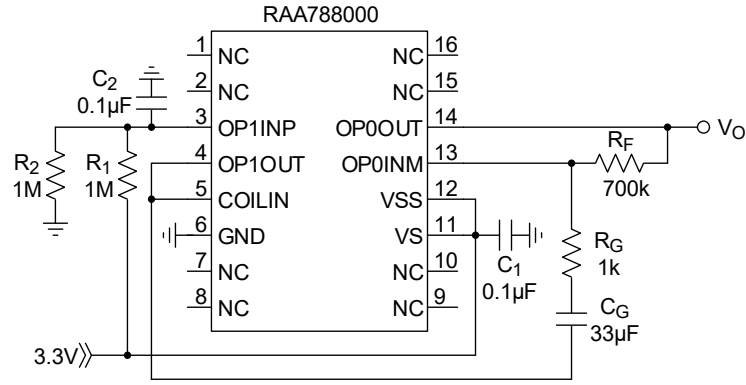 RAA788000
1 NC
2 NC
3 OP1INP
4 OP1OUT
5 COILIN
6 GND
7 NC
8 NC
NC 16
NC 15
OP0OUT 14
OP0INM 13
VSS 12
VS 11
NC 10
NC 9
C2
0.1µF
R2
1M
R1
1M
3.3V
VO
RF
700k
RG
1k
C1
0.1µF
CG
33µF